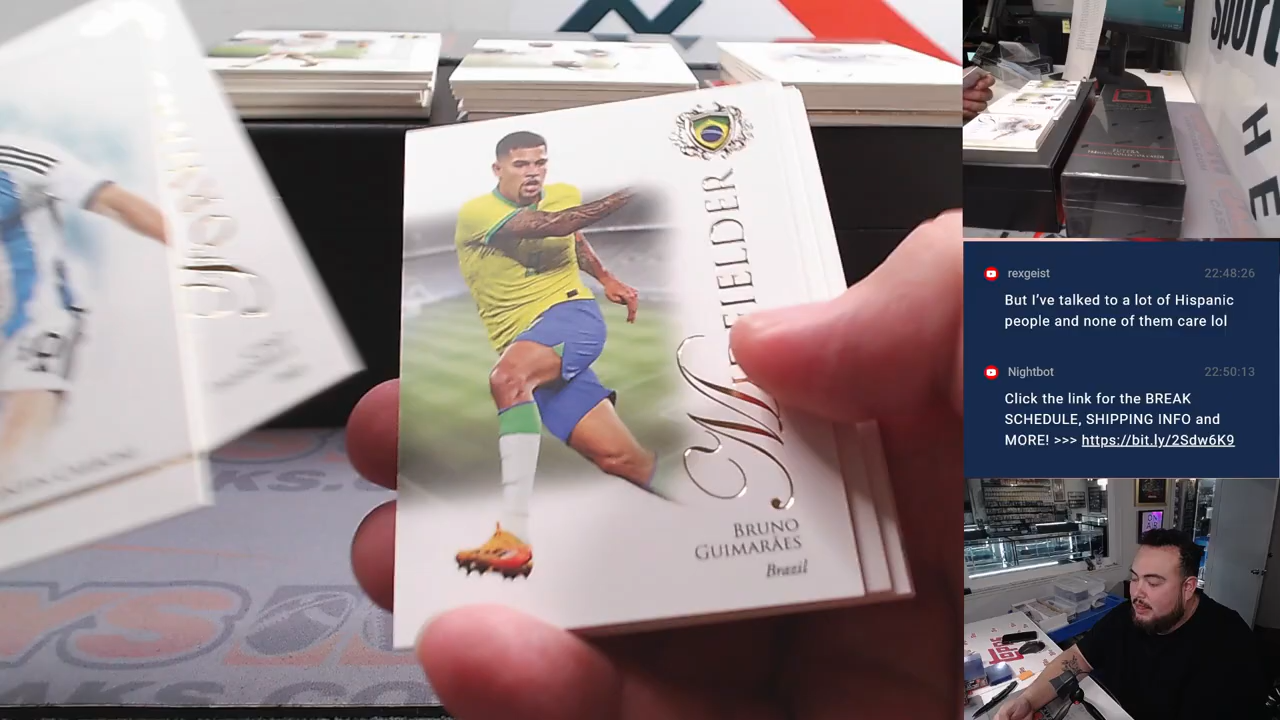 MIDFIELDER
BRUNO
GUIMARÃES
Brazil
Sport
HE
rexgeist 22:48:26
But I've talked to a lot of Hispanic
people and none of them care lol
Nightbot 22:50:13
Click the link for the BREAK
SCHEDULE, SHIPPING INFO and
MORE! >>> https://bit.ly/2Sdw6K9